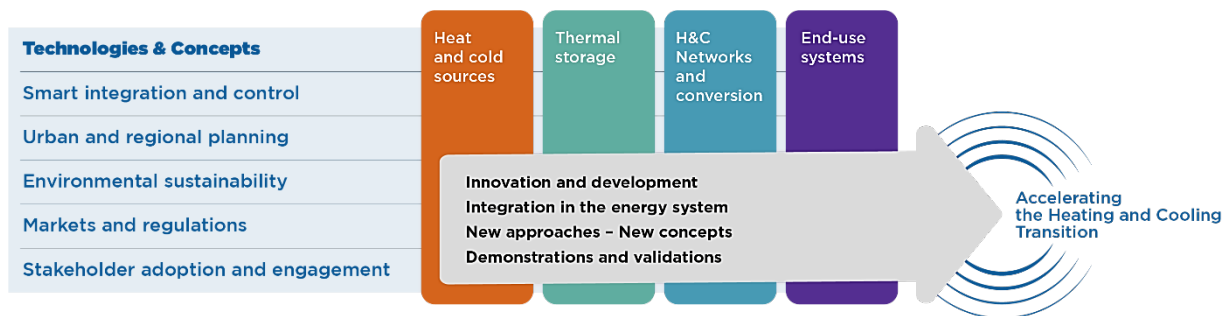 Technologies & Concepts
Smart integration and control
Urban and regional planning
Environmental sustainability
Markets and regulations
Stakeholder adoption and engagement
Heat
and cold
sources
Thermal
storage
H&C
Networks
and
conversion
End-use
systems
Innovation and development
Integration in the energy system
New approaches – New concepts
Demonstrations and validations
Accelerating
the Heating and Cooling
Transition